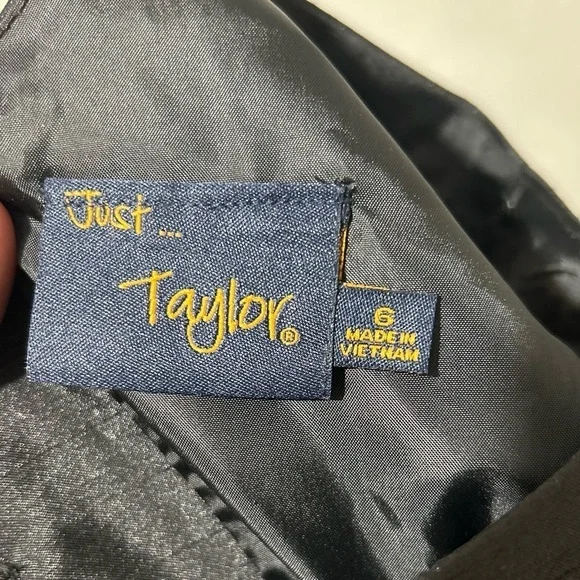 Just ...
Taylor®
6
MADE IN
VIETNAM